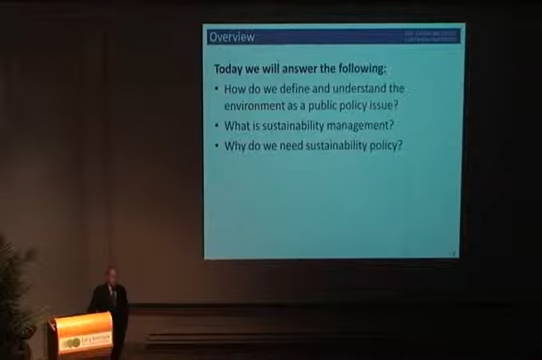 Overview
Today we will answer the following:
• How do we define and understand the
environment as a public policy issue?
• What is sustainability management?
• Why do we need sustainability policy?